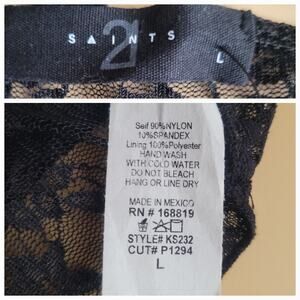 SAINTS
21
L
Self 90%NYLON
10%SPANDEX
Lining 100%Polyester
HAND WASH
WITH COLD WATER
DO NOT BLEACH
HANG OR LINE DRY
MADE IN MEXICO
RN # 168819
STYLE# KS232
CUT# P1294
L